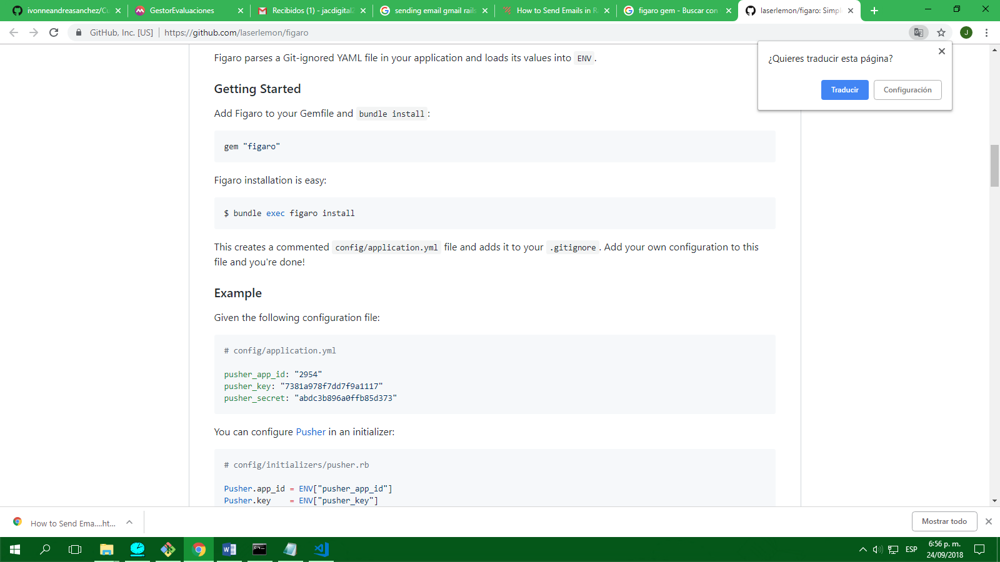 ivonneandreasanchez/Cu
GestorEvaluaciones
Recibidos (1) - jacdigital2
sending email gmail rails
How to Send Emails in R
figaro gem - Buscar con
laserlemon/figaro: Simpl
GitHub, Inc. [US]
https://github.com/laserlemon/figaro
J
¿Quieres traducir esta página?
Traducir
Configuración
Figaro parses a Git-ignored YAML file in your application and loads its values into ENV.
Getting Started
Add Figaro to your Gemfile and bundle install:
gem "figaro"
Figaro installation is easy:
$ bundle exec figaro install
This creates a commented config/application.yml file and adds it to your .gitignore. Add your own configuration to this
file and you're done!
Example
Given the following configuration file:
# config/application.yml
pusher_app_id: "2954"
pusher_key: "7381a978f7dd7f9a1117"
pusher_secret: "abdc3b896a0ffb85d373"
You can configure Pusher in an initializer:
# config/initializers/pusher.rb
Pusher.app_id = ENV["pusher_app_id"]
Pusher.key    = ENV["pusher_key"]
How to Send Ema....ht...
Mostrar todo
ESP
6:56 p. m.
24/09/2018